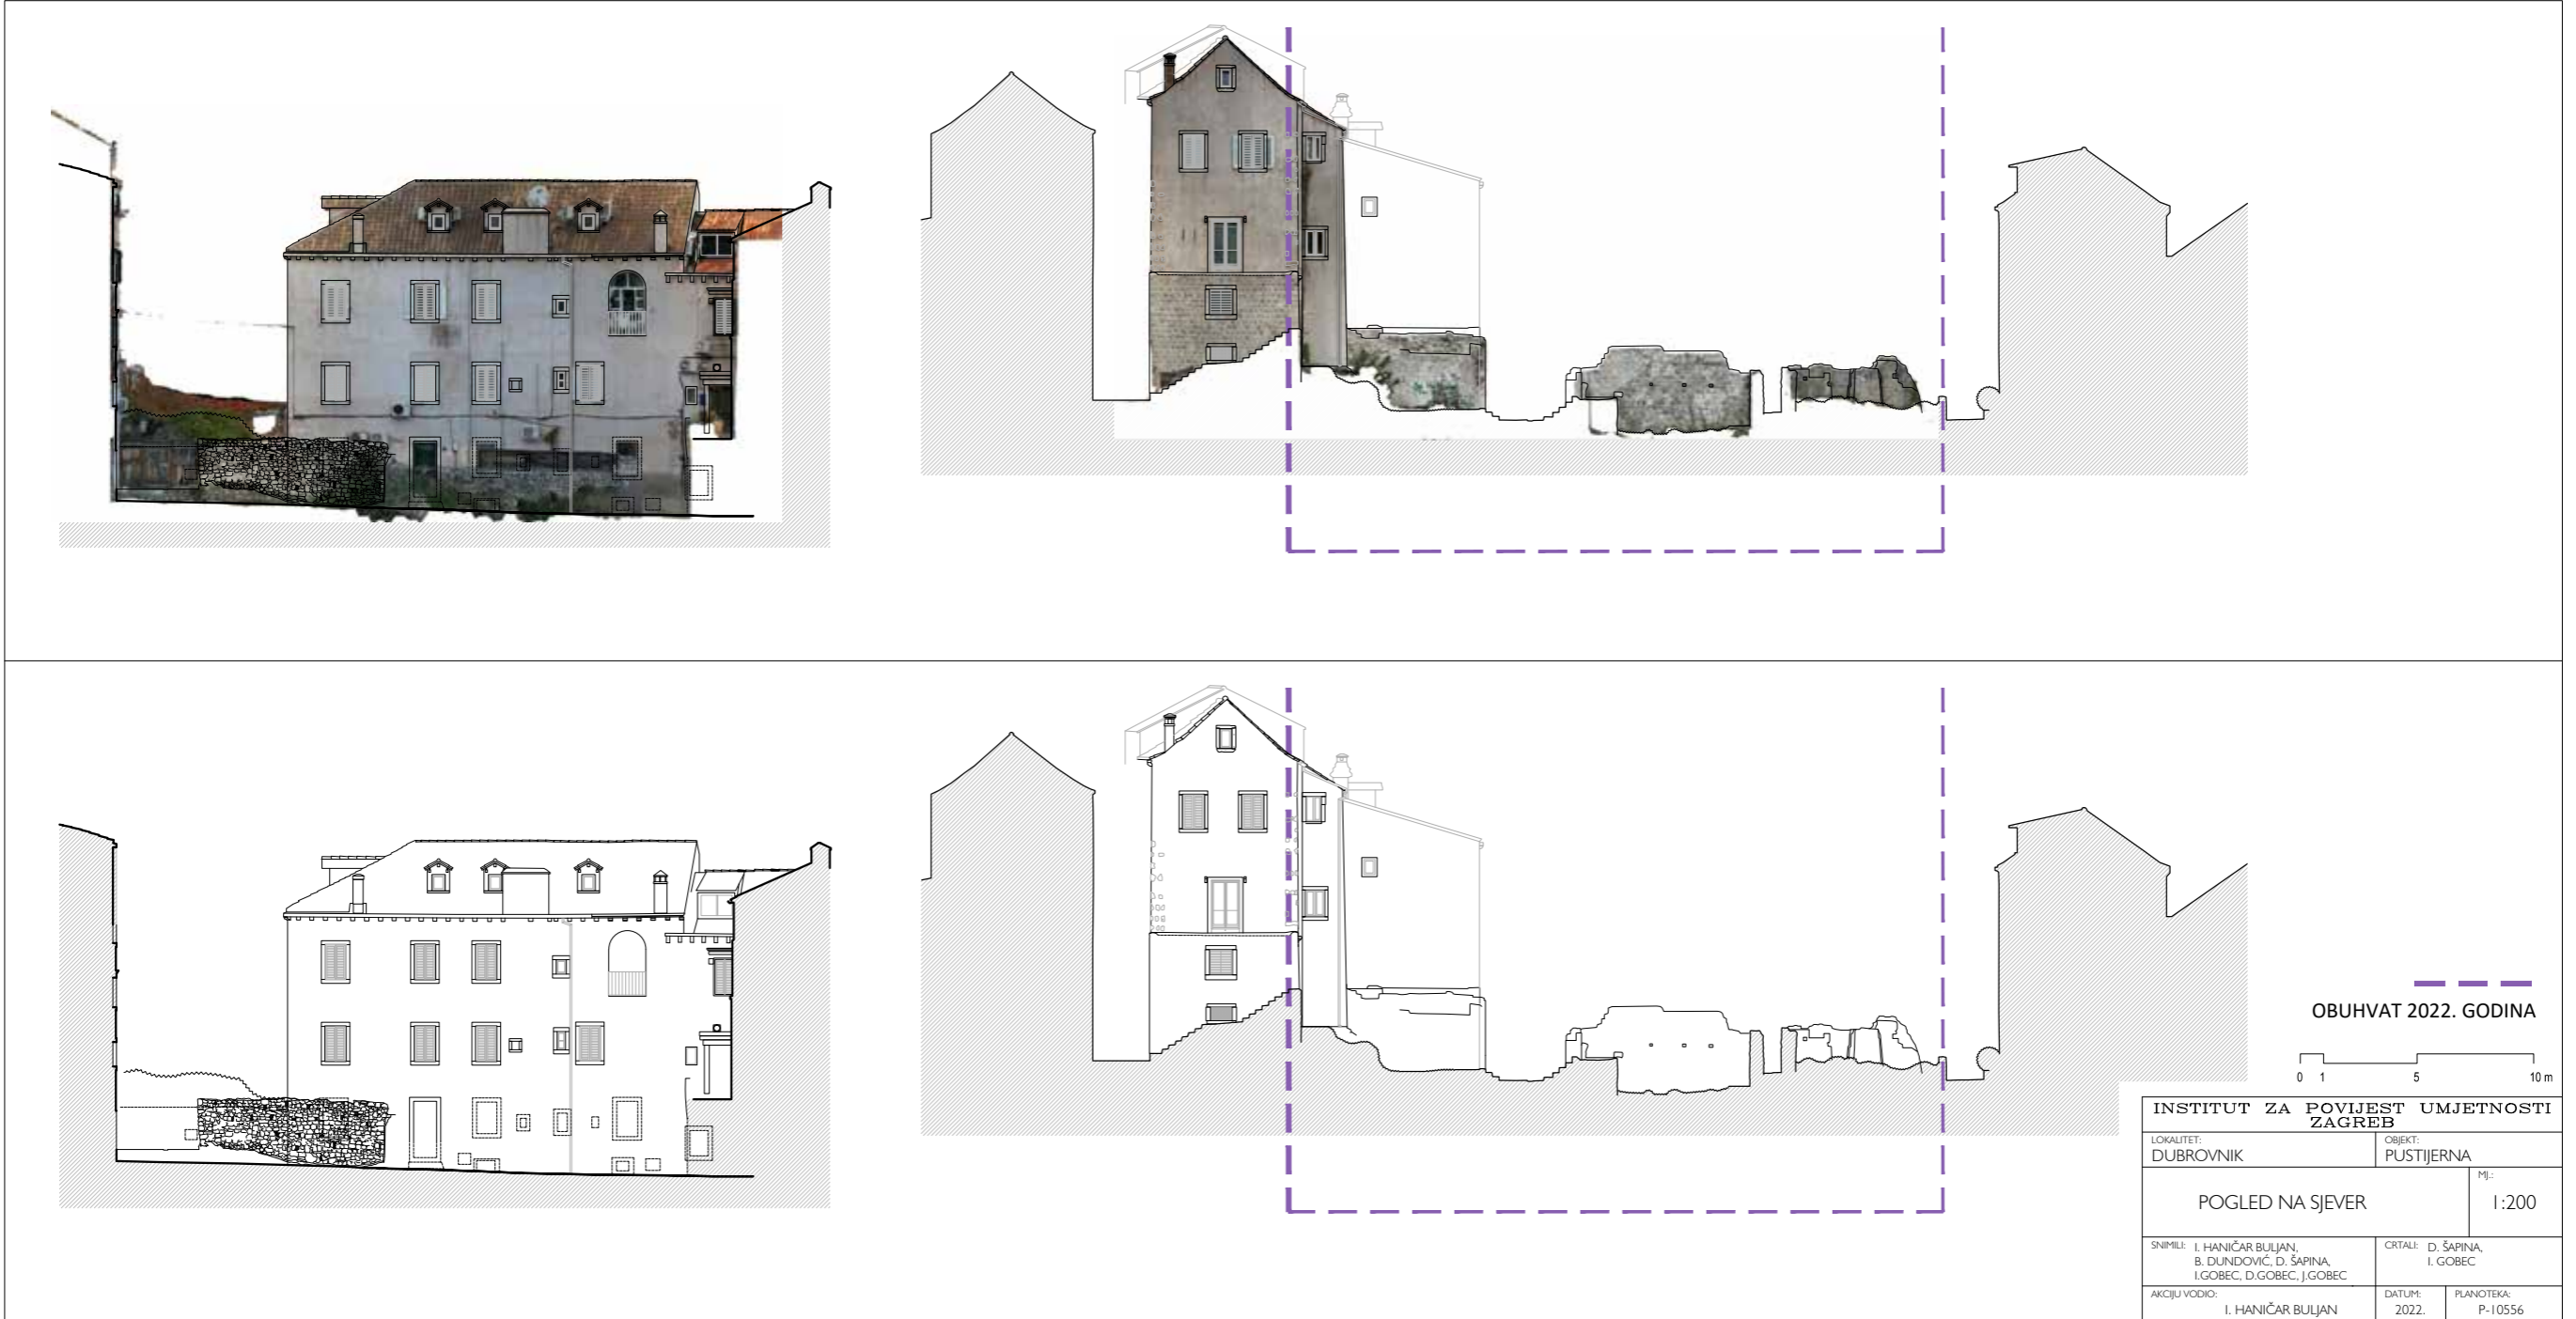 OBUHVAT 2022. GODINA
0 1 5 10 m
INSTITUT ZA POVIJEST UMJETNOSTI
ZAGREB
LOKALITET:
DUBROVNIK
OBJEKT:
PUSTIJERNA
POGLED NA SJEVER
MJ.:
1:200
SNIMILI: I. HANIČAR BULJAN,
B. DUNDOVIĆ, D. ŠAPINA,
I.GOBEC, D.GOBEC, J.GOBEC
CRTALI: D. ŠAPINA,
I. GOBEC
AKCIJU VODIO:
I. HANIČAR BULJAN
DATUM:
2022.
PLANOTEKA:
P-10556